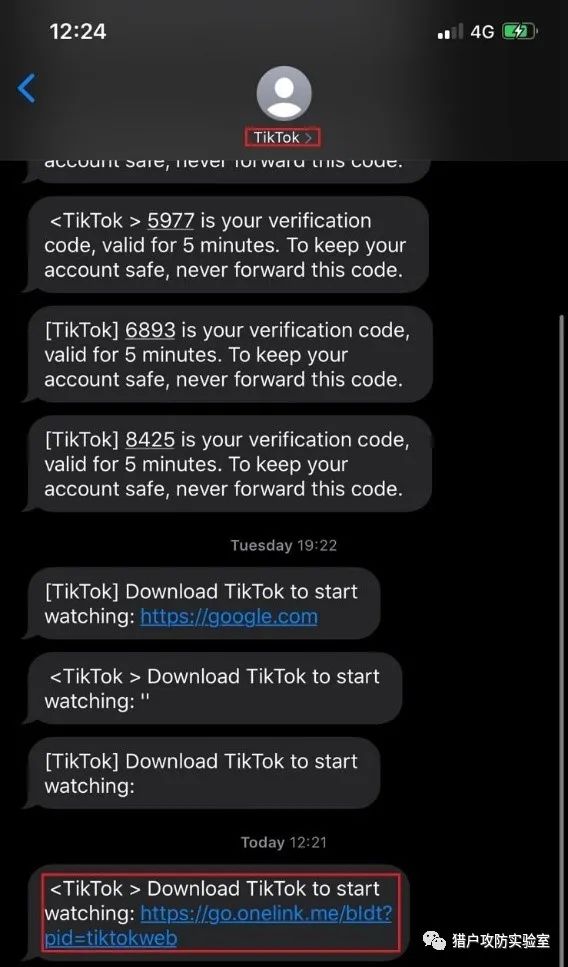 12:24
4G
TikTok
account safe, never forward this code.
<TikTok > 5977 is your verification
code, valid for 5 minutes. To keep your
account safe, never forward this code.
[TikTok] 6893 is your verification code,
valid for 5 minutes. To keep your
account safe, never forward this code.
[TikTok] 8425 is your verification code,
valid for 5 minutes. To keep your
account safe, never forward this code.
Tuesday 19:22
[TikTok] Download TikTok to start
watching: https://google.com
<TikTok > Download TikTok to start
watching: ''
[TikTok] Download TikTok to start
watching:
Today 12:21
<TikTok > Download TikTok to start
watching: https://go.onelink.me/bIdt?
pid=tiktokweb
猎户攻防实验室